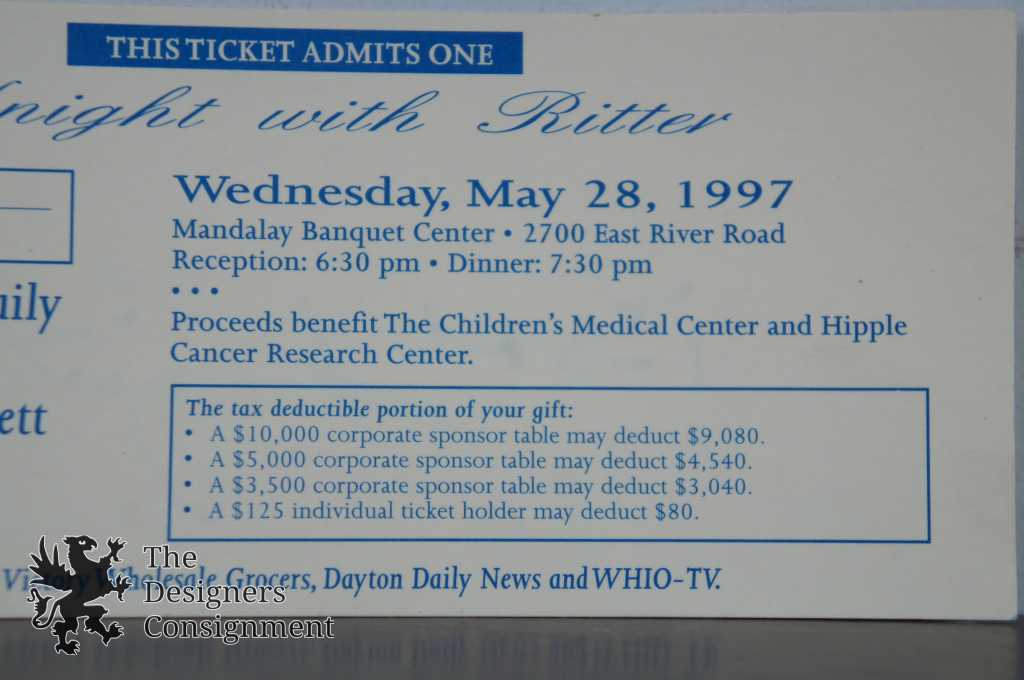 THIS TICKET ADMITS ONE
night with Ritter
Wednesday, May 28, 1997
Mandalay Banquet Center • 2700 East River Road
Reception: 6:30 pm • Dinner: 7:30 pm
• • •
Proceeds benefit The Children's Medical Center and Hipple
Cancer Research Center.
ily
ett
The tax deductible portion of your gift:
• A $10,000 corporate sponsor table may deduct $9,080.
• A $5,000 corporate sponsor table may deduct $4,540.
• A $3,500 corporate sponsor table may deduct $3,040.
• A $125 individual ticket holder may deduct $80.
Victory Wholesale Grocers, Dayton Daily News and WHIO-TV.
The
Designers
Consignment